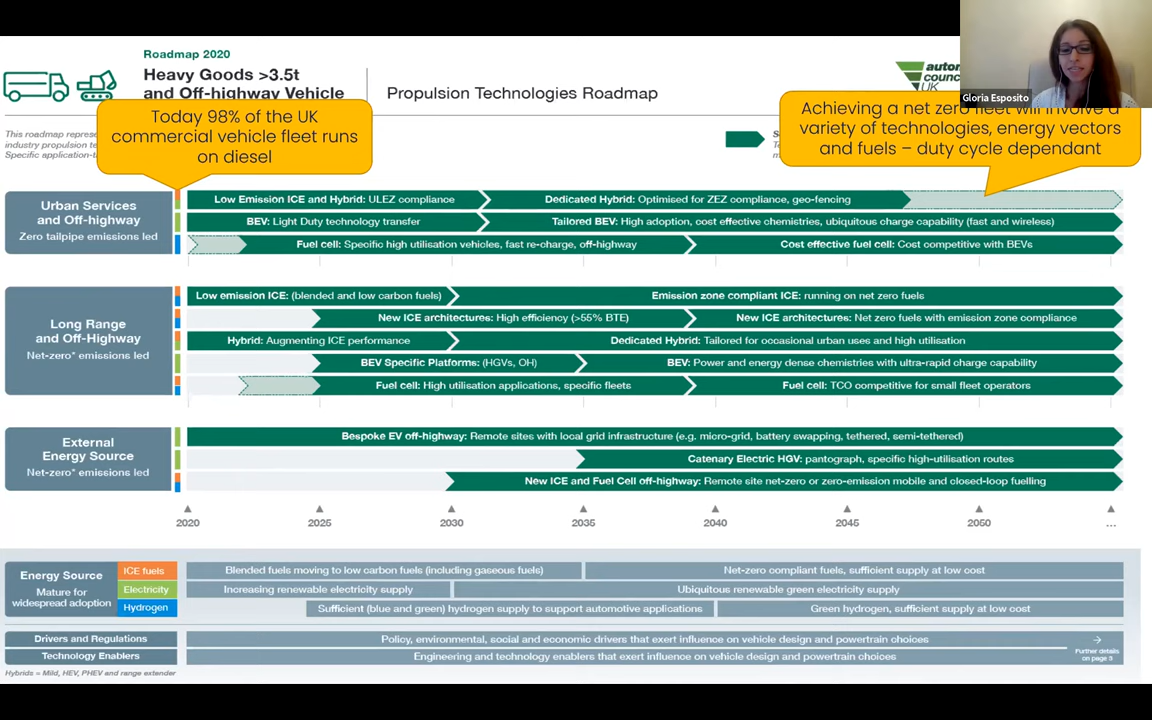 Roadmap 2020
Heavy Goods >3.5t
and Off-highway Vehicle
Propulsion Technologies Roadmap
Gloria Esposito
Today 98% of the UK
commercial vehicle fleet runs
on diesel
Achieving a net zero fleet will involve a
variety of technologies, energy vectors
and fuels – duty cycle dependant
This roadmap
industry propulsion
Specific
Urban Services
and Off-highway
Zero tailpipe emissions led
Low Emission ICE and Hybrid: ULEZ compliance
Dedicated Hybrid: Optimised for ZEZ compliance, geo-fencing
BEV: Light Duty technology transfer
Tailored BEV: High adoption, cost effective chemistries, ubiquitous charge capability (fast and wireless)
Fuel cell: Specific high utilisation vehicles, fast re-charge, off-highway
Cost effective fuel cell: Cost competitive with BEVs
Long Range
and Off-Highway
Net-zero* emissions led
Low emission ICE: (blended and low carbon fuels)
Emission zone compliant ICE: running on net zero fuels
New ICE architectures: High efficiency (>55% BTE)
New ICE architectures: Net zero fuels with emission zone compliance
Hybrid: Augmenting ICE performance
Dedicated Hybrid: Tailored for occasional urban uses and high utilisation
BEV Specific Platforms: (HGVs, OH)
BEV: Power and energy dense chemistries with ultra-rapid charge capability
Fuel cell: High utilisation applications, specific fleets
Fuel cell: TCO competitive for small fleet operators
External
Energy Source
Net-zero* emissions led
Bespoke EV off-highway: Remote sites with local grid infrastructure (e.g. micro-grid, battery swapping, tethered, semi-tethered)
Catenary Electric HGV: pantograph, specific high-utilisation routes
New ICE and Fuel Cell off-highway: Remote site net-zero or zero-emission mobile and closed-loop fuelling
2020 2025 2030 2035 2040 2045 2050 ...
Energy Source
Mature for
widespread adoption
ICE fuels
Blended fuels moving to low carbon fuels (including gaseous fuels)
Net-zero compliant fuels, sufficient supply at low cost
Electricity
Increasing renewable electricity supply
Ubiquitous renewable green electricity supply
Hydrogen
Sufficient (blue and green) hydrogen supply to support automotive applications
Green hydrogen, sufficient supply at low cost
Drivers and Regulations
Policy, environmental, social and economic drivers that exert influence on vehicle design and powertrain choices
Technology Enablers
Engineering and technology enablers that exert influence on vehicle design and powertrain choices
Further details
on page 3
Hybrids = Mild, HEV, PHEV and range extender